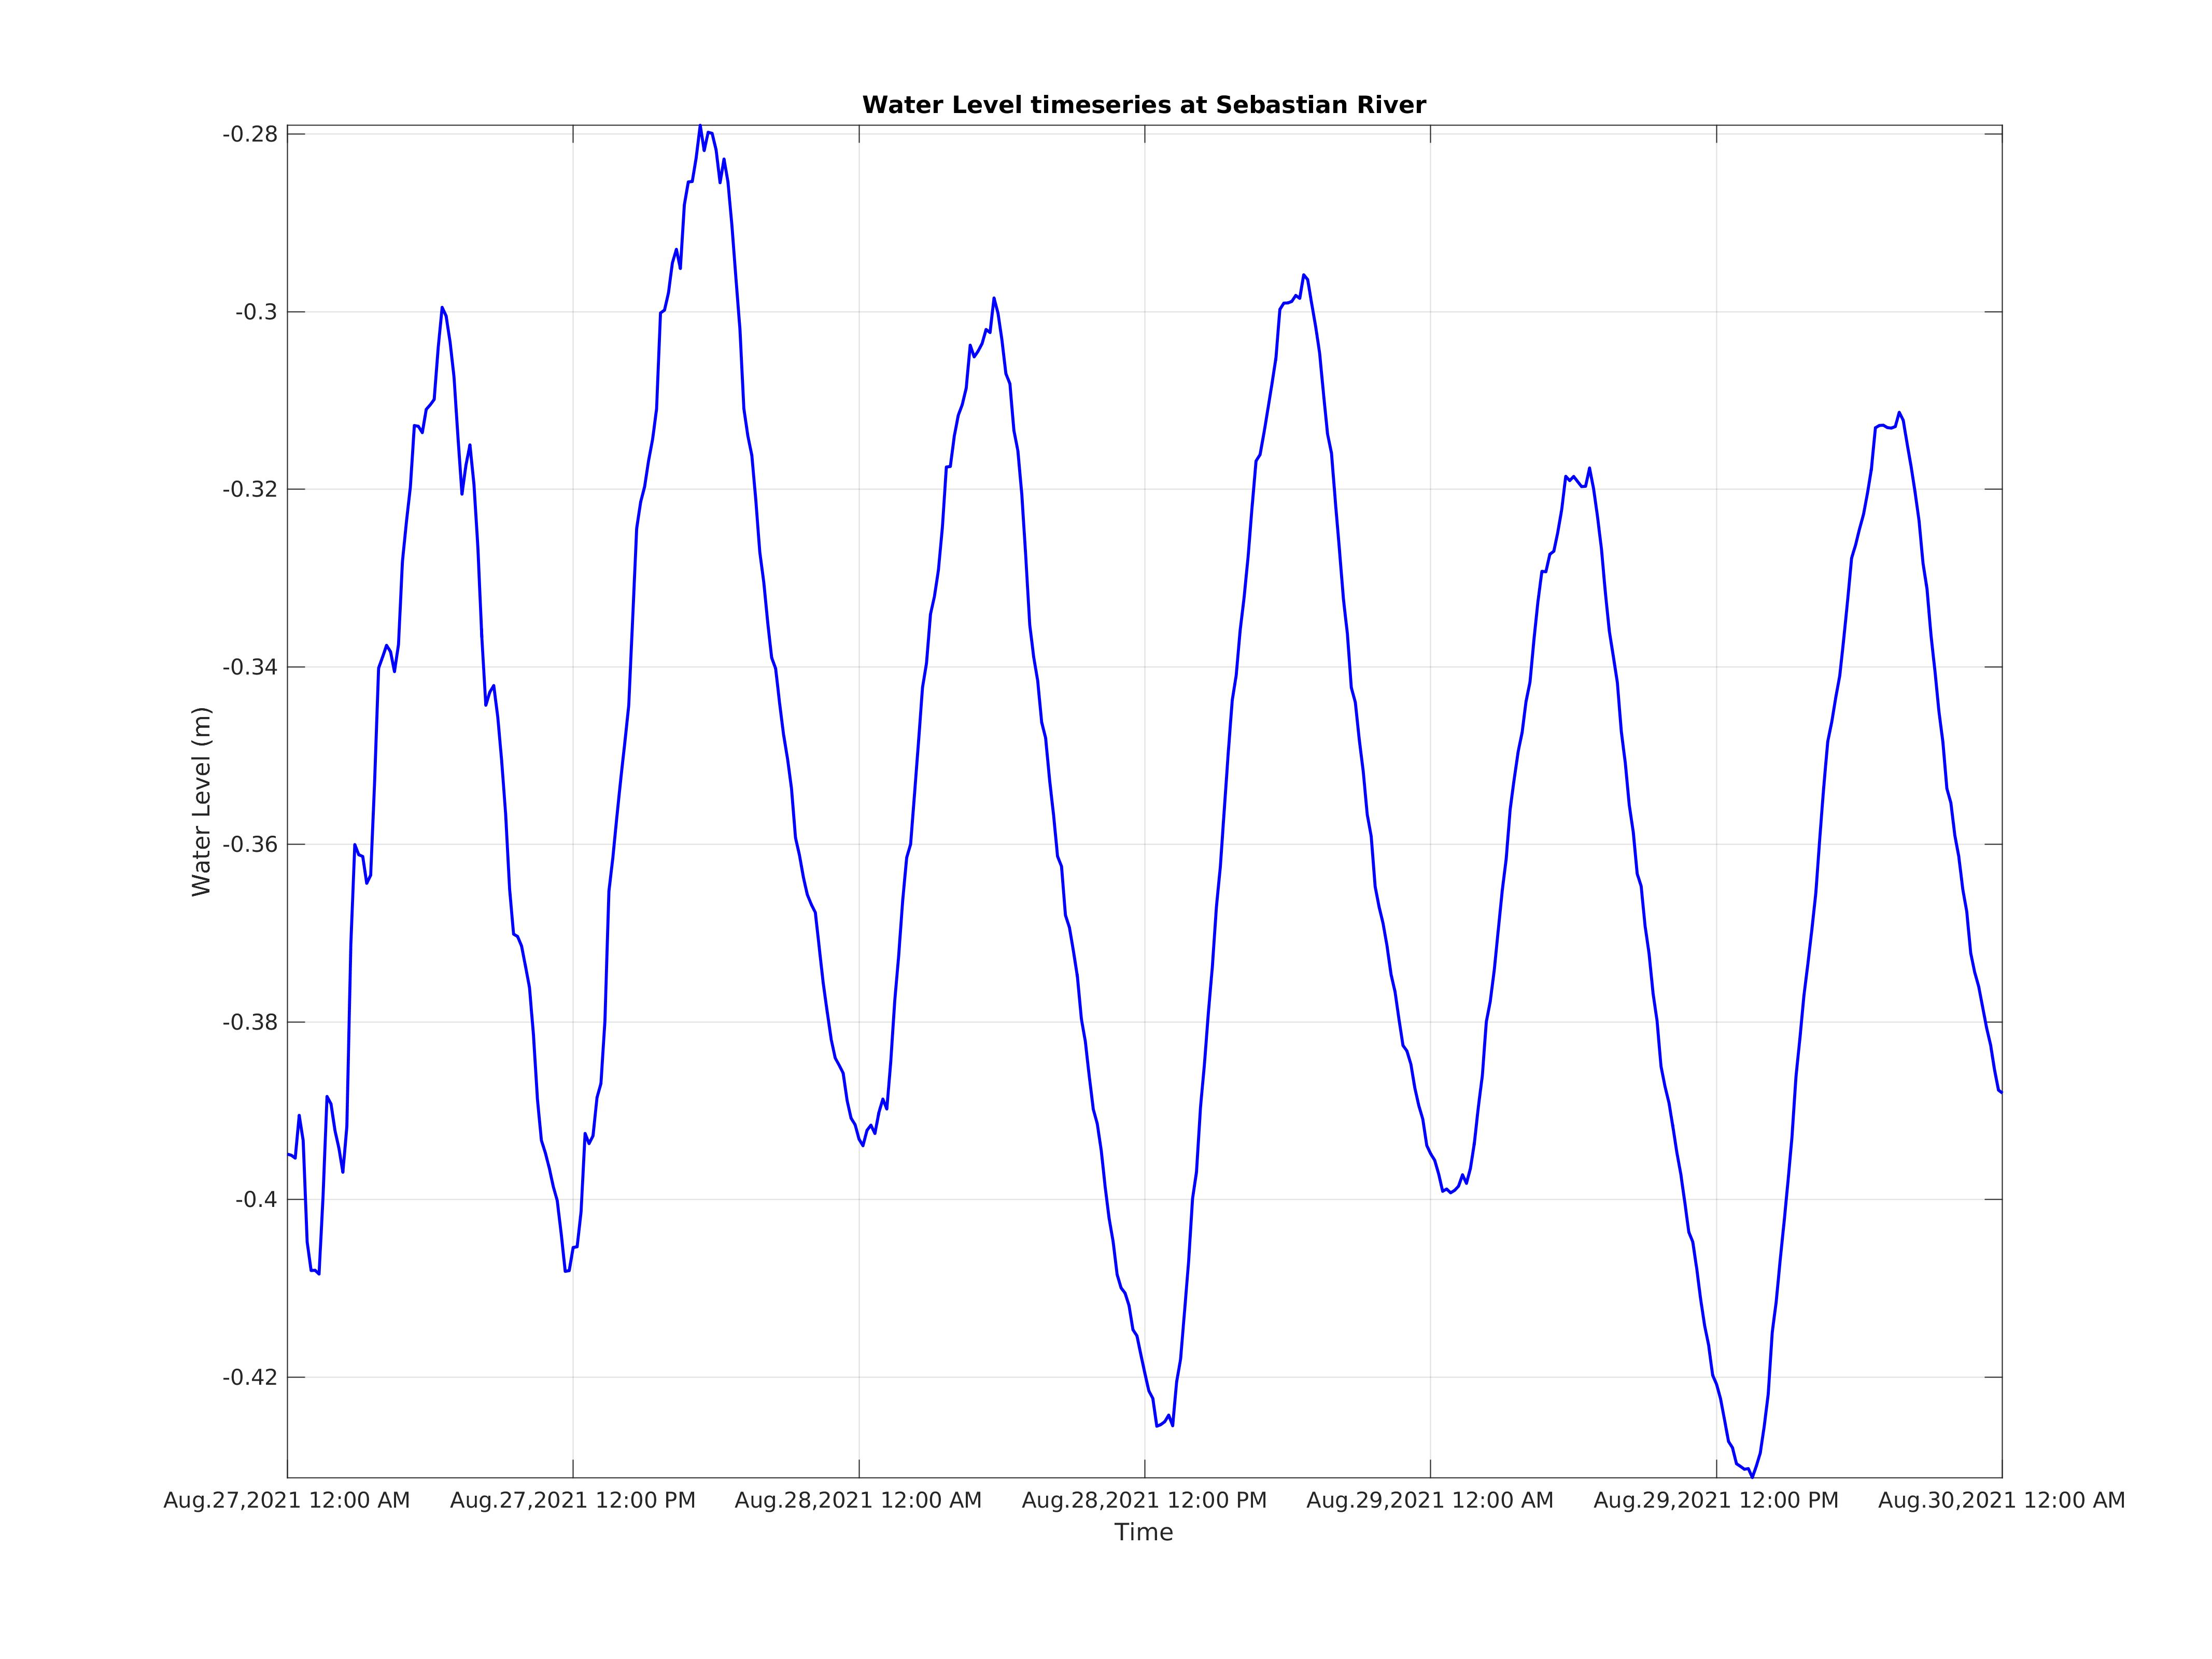 Water Level timeseries at Sebastian River
-0.28
-0.3
-0.32
-0.34
-0.36
-0.38
-0.4
-0.42
Water Level (m)
Aug.27,2021 12:00 AM
Aug.27,2021 12:00 PM
Aug.28,2021 12:00 AM
Aug.28,2021 12:00 PM
Aug.29,2021 12:00 AM
Aug.29,2021 12:00 PM
Aug.30,2021 12:00 AM
Time